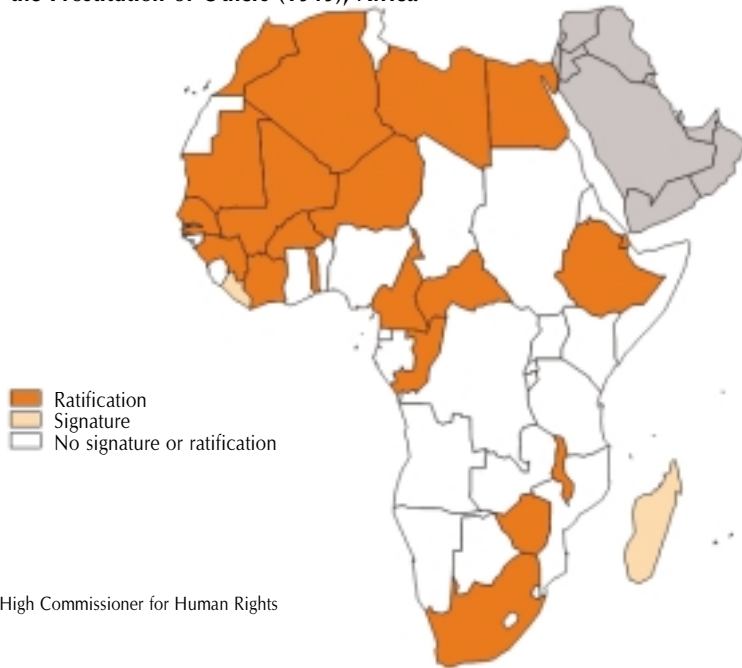 the Prostitution of Others (1949), Africa
Ratification
Signature
No signature or ratification
High Commissioner for Human Rights